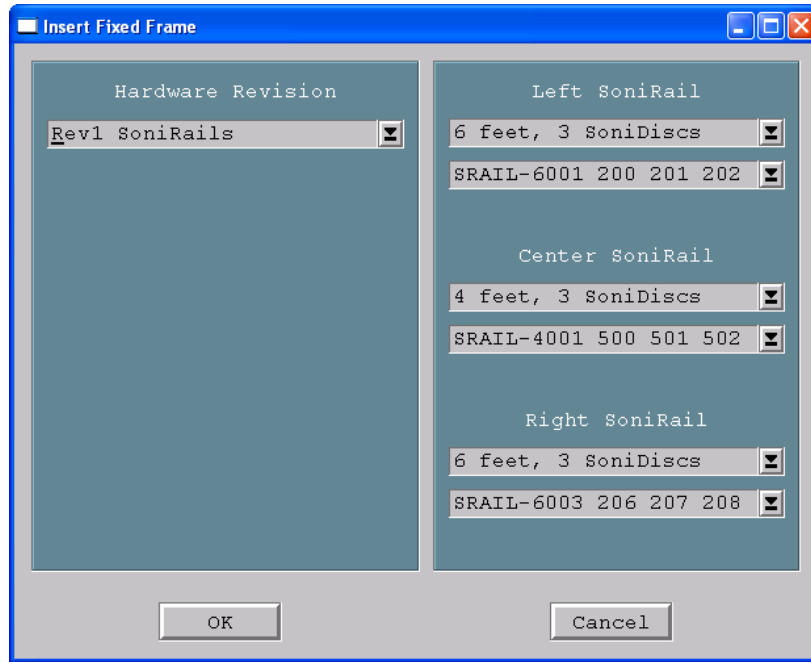 Insert Fixed Frame
Hardware Revision
Rev1 SoniRails
Left SoniRail
6 feet, 3 SoniDiscs
SRAIL-6001 200 201 202
Center SoniRail
4 feet, 3 SoniDiscs
SRAIL-4001 500 501 502
Right SoniRail
6 feet, 3 SoniDiscs
SRAIL-6003 206 207 208
OK
Cancel